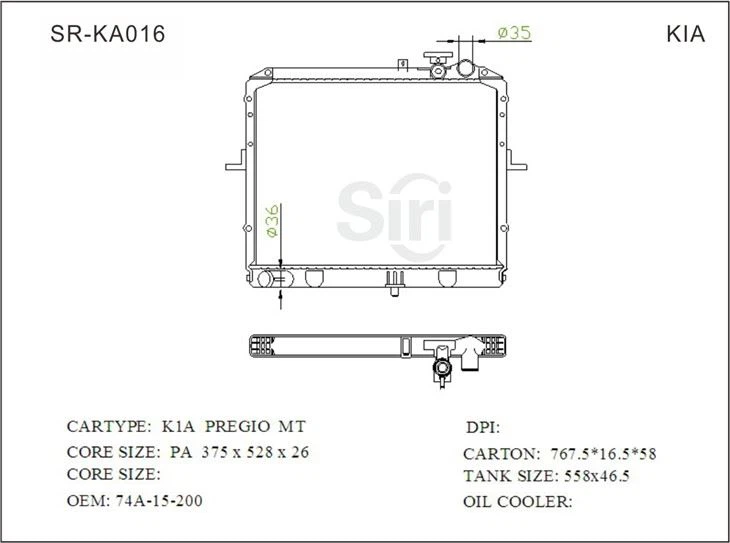 SR-KA016
KIA
ø35
ø36
Siri
CARTYPE: K1A PREGIO MT
CORE SIZE: PA 375 x 528 x 26
CORE SIZE:
OEM: 74A-15-200
DPI:
CARTON: 767.5*16.5*58
TANK SIZE: 558x46.5
OIL COOLER: